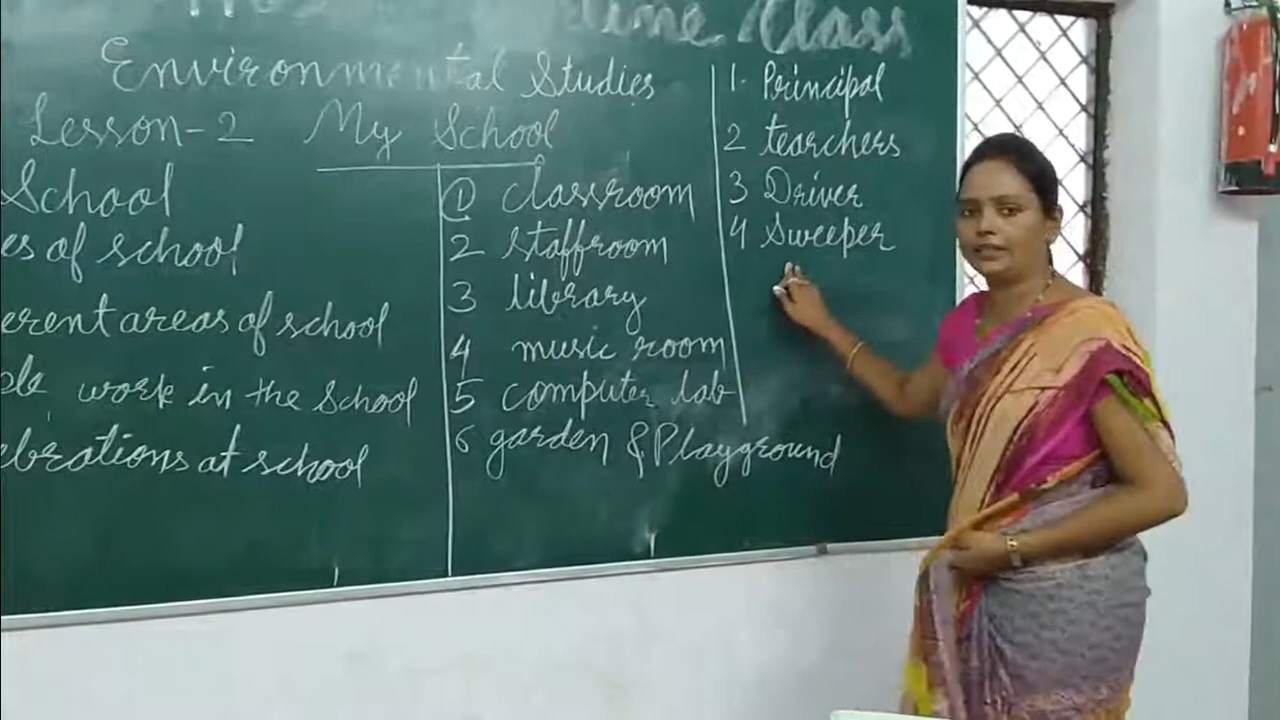 Class
Environmental Studies
Lesson-2 My School
School
es of school
erent areas of school
work in the School
ebrations at school
① classroom
2 staffroom
3 library
4 music room
5 computer lab
6 garden & Playground
1. Principal
2 tearchers
3 Driver
4 Sweeper